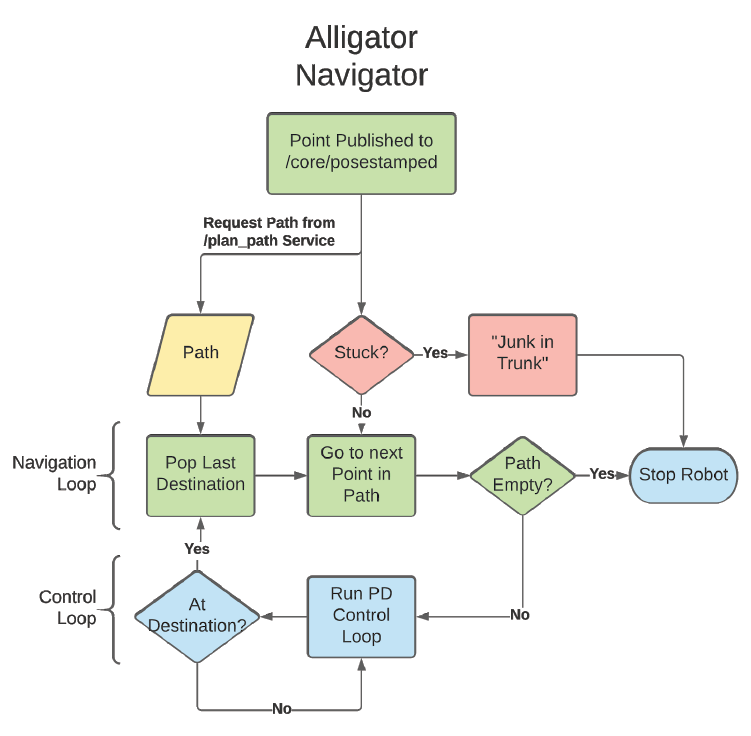 Alligator
Navigator
Point Published to
/core/posestamped
Request Path from
/plan_path Service
Path
Stuck?
Yes
"Junk in
Trunk"
No
Navigation
Loop
Pop Last
Destination
Go to next
Point in
Path
Path
Empty?
Yes
Stop Robot
Yes
Control
Loop
At
Destination?
Run PD
Control
Loop
No
No